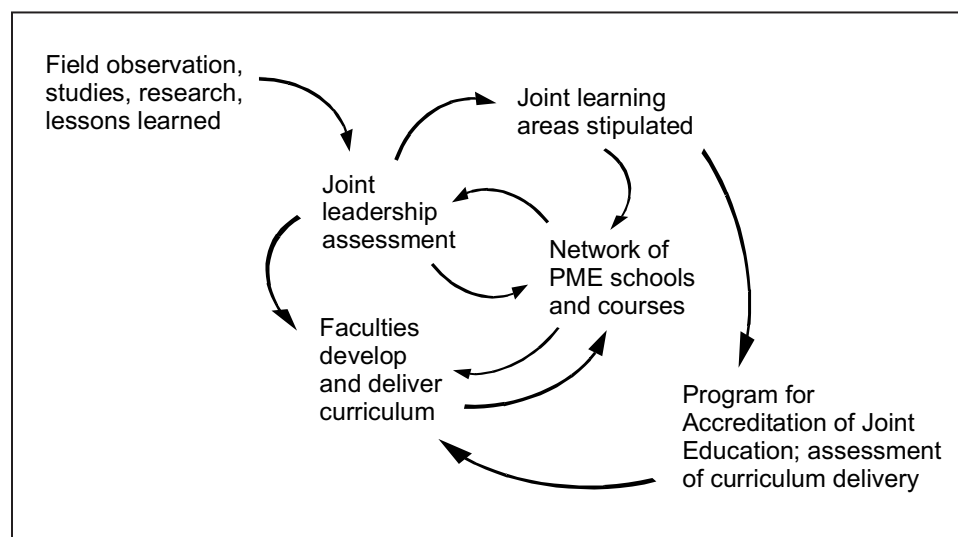 Field observation,
studies, research,
lessons learned
Joint learning
areas stipulated
Joint
leadership
assessment
Network of
PME schools
and courses
Faculties
develop
and deliver
curriculum
Program for
Accreditation of Joint
Education; assessment
of curriculum delivery